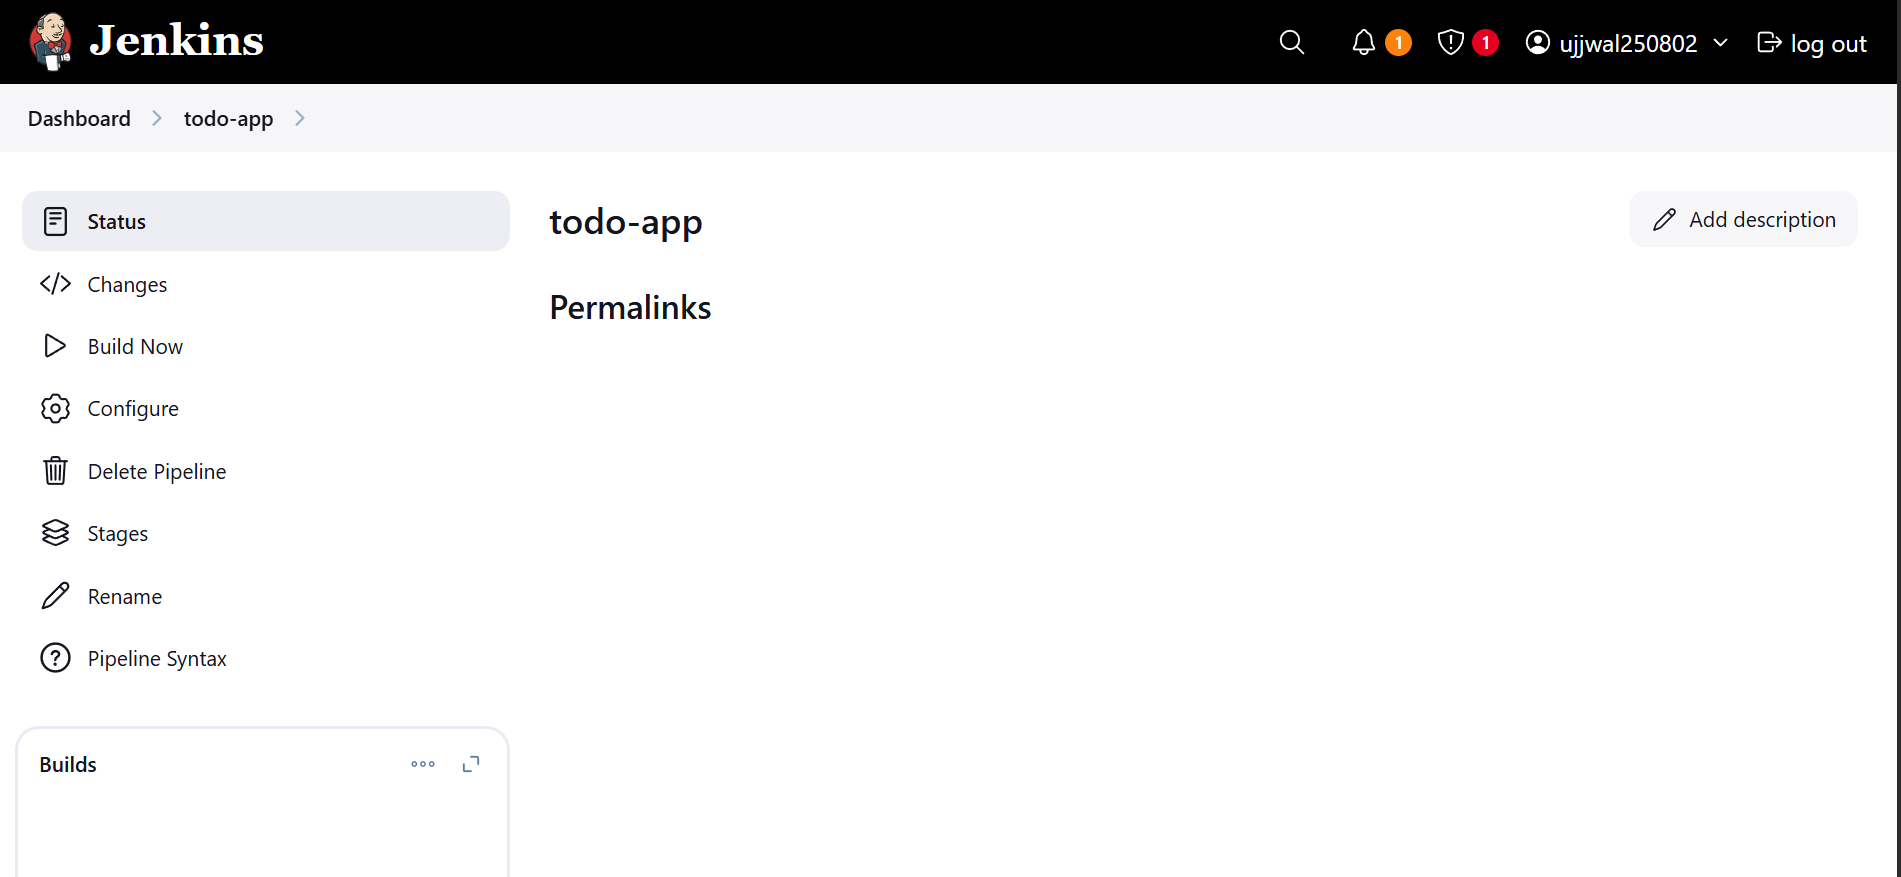 Jenkins
1
1
ujjwal250802
log out
Dashboard
todo-app
Status
todo-app
Add description
Changes
Permalinks
Build Now
Configure
Delete Pipeline
Stages
Rename
Pipeline Syntax
Builds